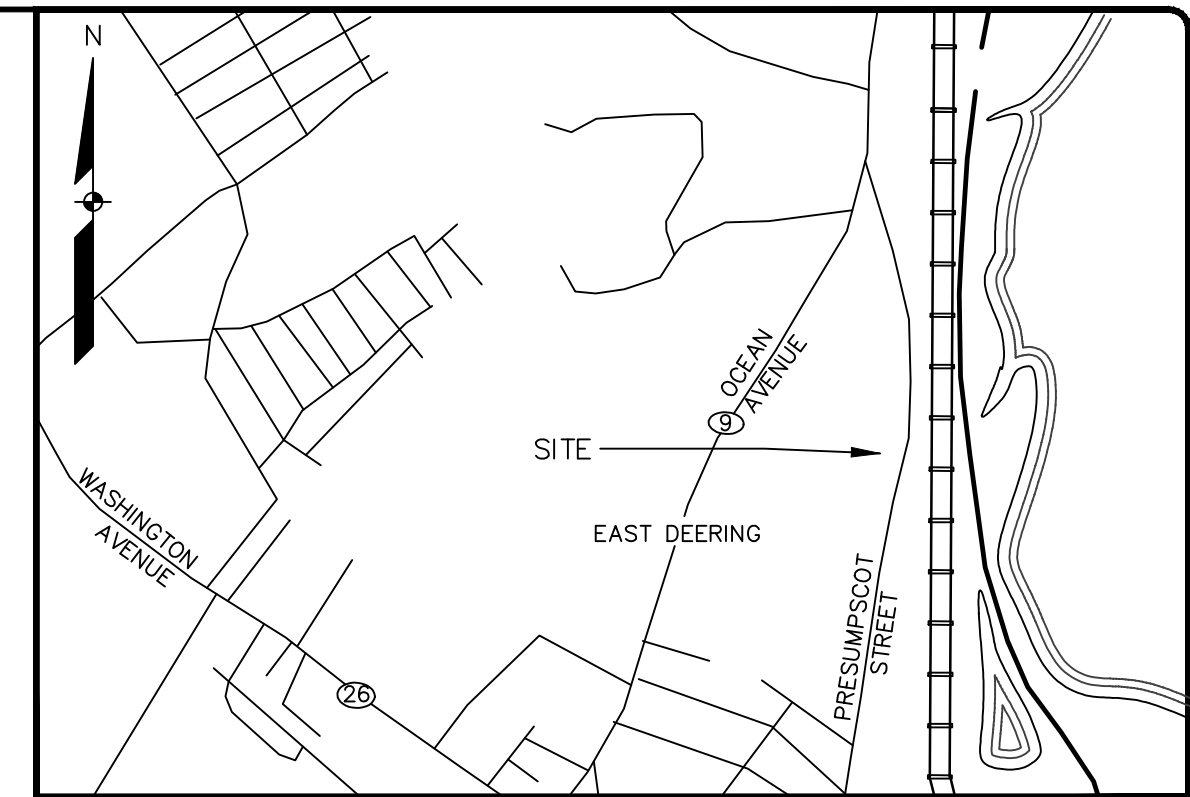 N
OCEAN
AVENUE
9
SITE
WASHINGTON
AVENUE
EAST DEERING
PRESUMPSCOT
STREET
26